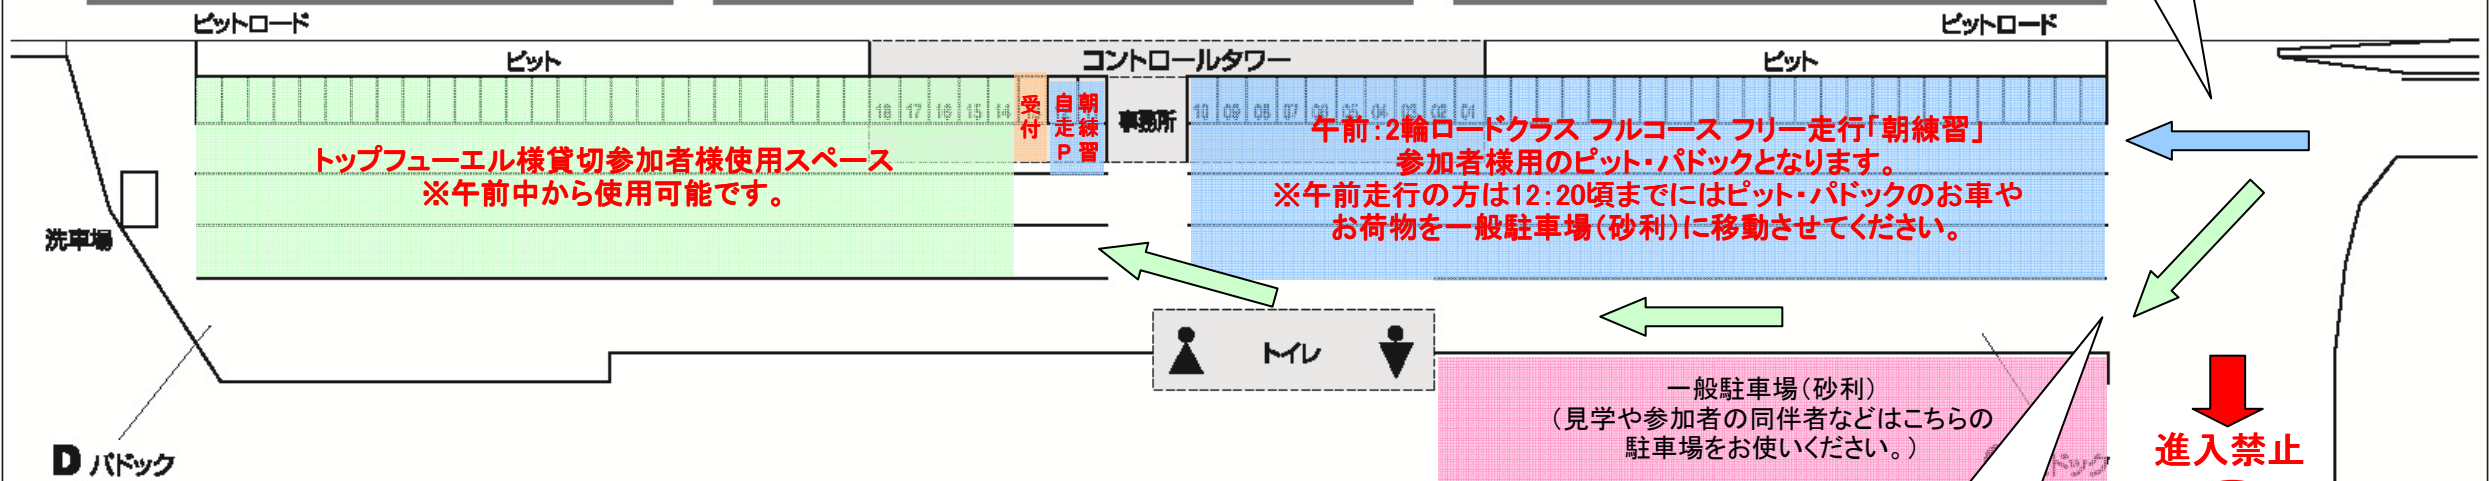 ピットロード
ピットロード
ピット
コントロールタワー
ピット
18 17 16 15 14
受付
自走P
朝練習
事務所
10 09 08 07 06 05 04 03 02 01
トップフューエル様貸切参加者様使用スペース
※午前中から使用可能です。
午前：2輪ロードクラス フルコース フリー走行「朝練習」
参加者様用のピット・パドックとなります。
※午前走行の方は12：20頃までにはピット・パドックのお車や
お荷物を一般駐車場（砂利）に移動させてください。
洗車場
トイレ
一般駐車場（砂利）
（見学や参加者の同伴者などはこちらの
駐車場をお使いください。）
進入禁止
D パドック